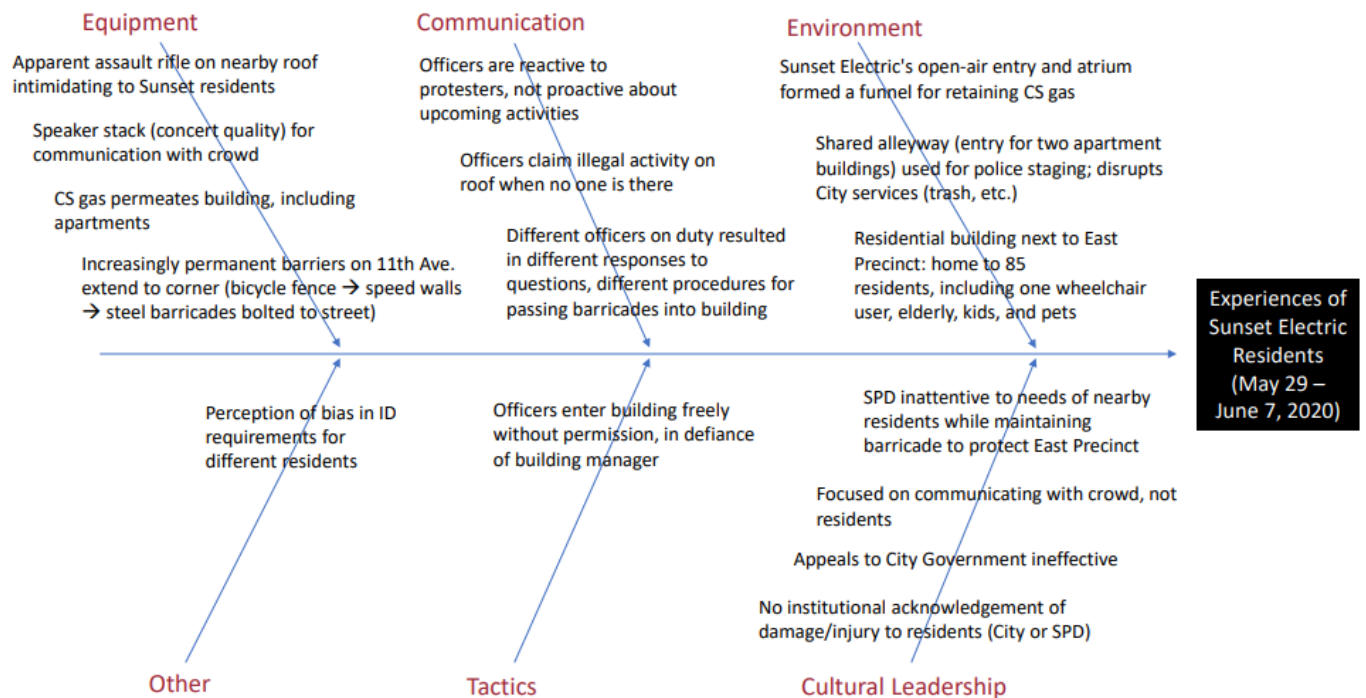 Equipment
Apparent assault rifle on nearby roof
intimidating to Sunset residents
Speaker stack (concert quality) for
communication with crowd
CS gas permeates building, including
apartments
Increasingly permanent barriers on 11th Ave.
extend to corner (bicycle fence → speed walls
→ steel barricades bolted to street)
Communication
Officers are reactive to
protesters, not proactive about
upcoming activities
Officers claim illegal activity on
roof when no one is there
Different officers on duty resulted
in different responses to
questions, different procedures for
passing barricades into building
Environment
Sunset Electric's open-air entry and atrium
formed a funnel for retaining CS gas
Shared alleyway (entry for two apartment
buildings) used for police staging; disrupts
City services (trash, etc.)
Residential building next to East
Precinct: home to 85
residents, including one wheelchair
user, elderly, kids, and pets
Experiences of
Sunset Electric
Residents
(May 29 –
June 7, 2020)
Perception of bias in ID
requirements for
different residents
Other
Officers enter building freely
without permission, in defiance
of building manager
Tactics
SPD inattentive to needs of nearby
residents while maintaining
barricade to protect East Precinct
Focused on communicating with crowd, not
residents
Appeals to City Government ineffective
No institutional acknowledgement of
damage/injury to residents (City or SPD)
Cultural Leadership